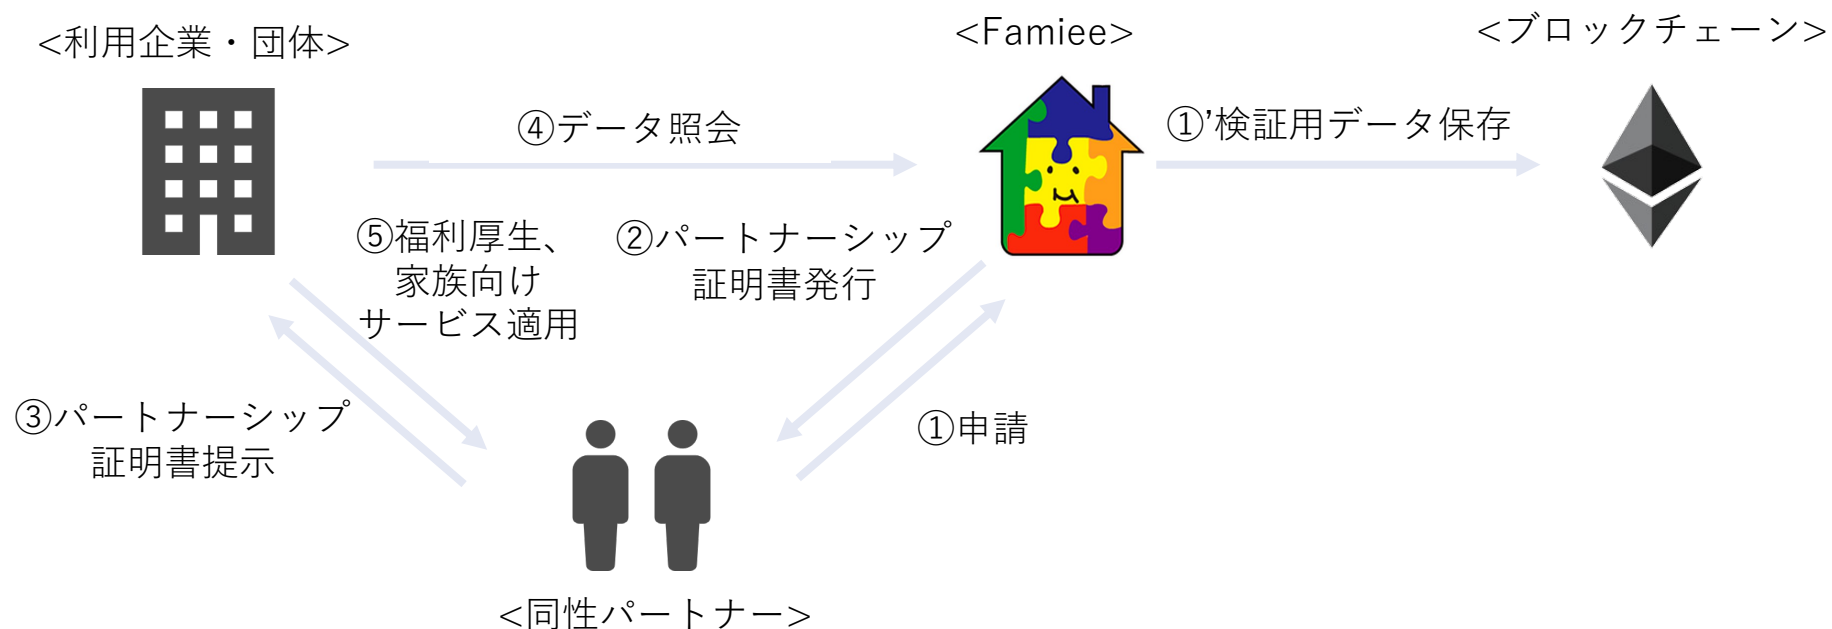 <利用企業・団体>
<Famiee>
<ブロックチェーン>
④データ照会
①’検証用データ保存
⑤福利厚生、
家族向け
サービス適用
②パートナーシップ
証明書発行
③パートナーシップ
証明書提示
①申請
<同性パートナー>